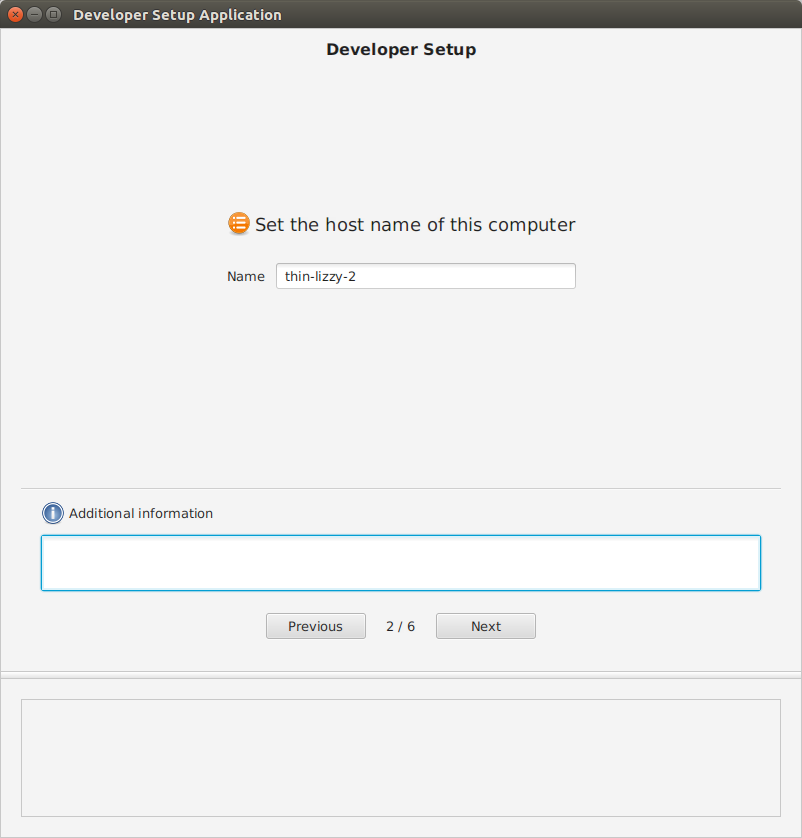 Developer Setup Application
Developer Setup
Set the host name of this computer
Name thin-lizzy-2
Additional information
Previous 2 / 6 Next